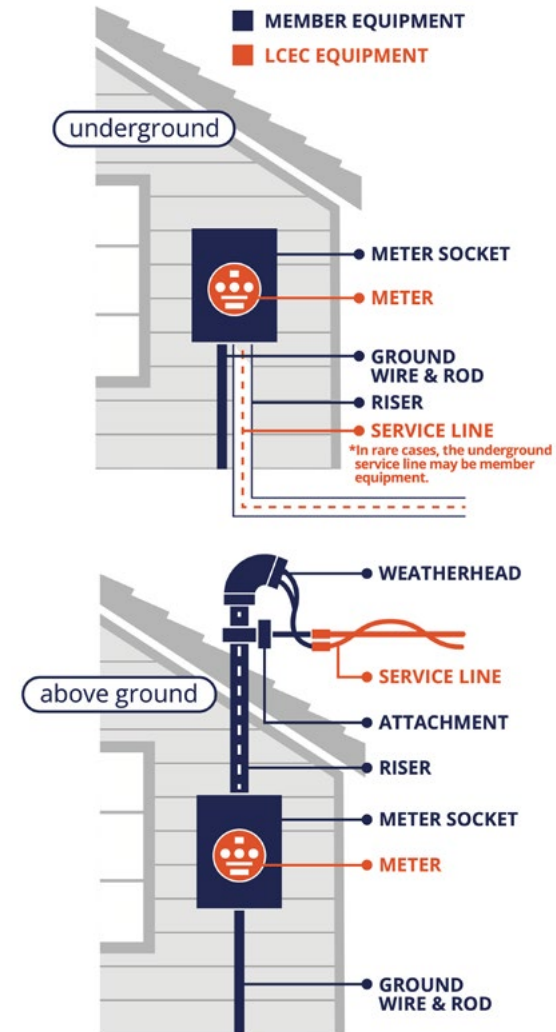 MEMBER EQUIPMENT
LCEC EQUIPMENT
underground
METER SOCKET
METER
GROUND
WIRE & ROD
RISER
SERVICE LINE
*In rare cases, the underground
service line may be member
equipment.
WEATHERHEAD
SERVICE LINE
above ground
ATTACHMENT
RISER
METER SOCKET
METER
GROUND
WIRE & ROD